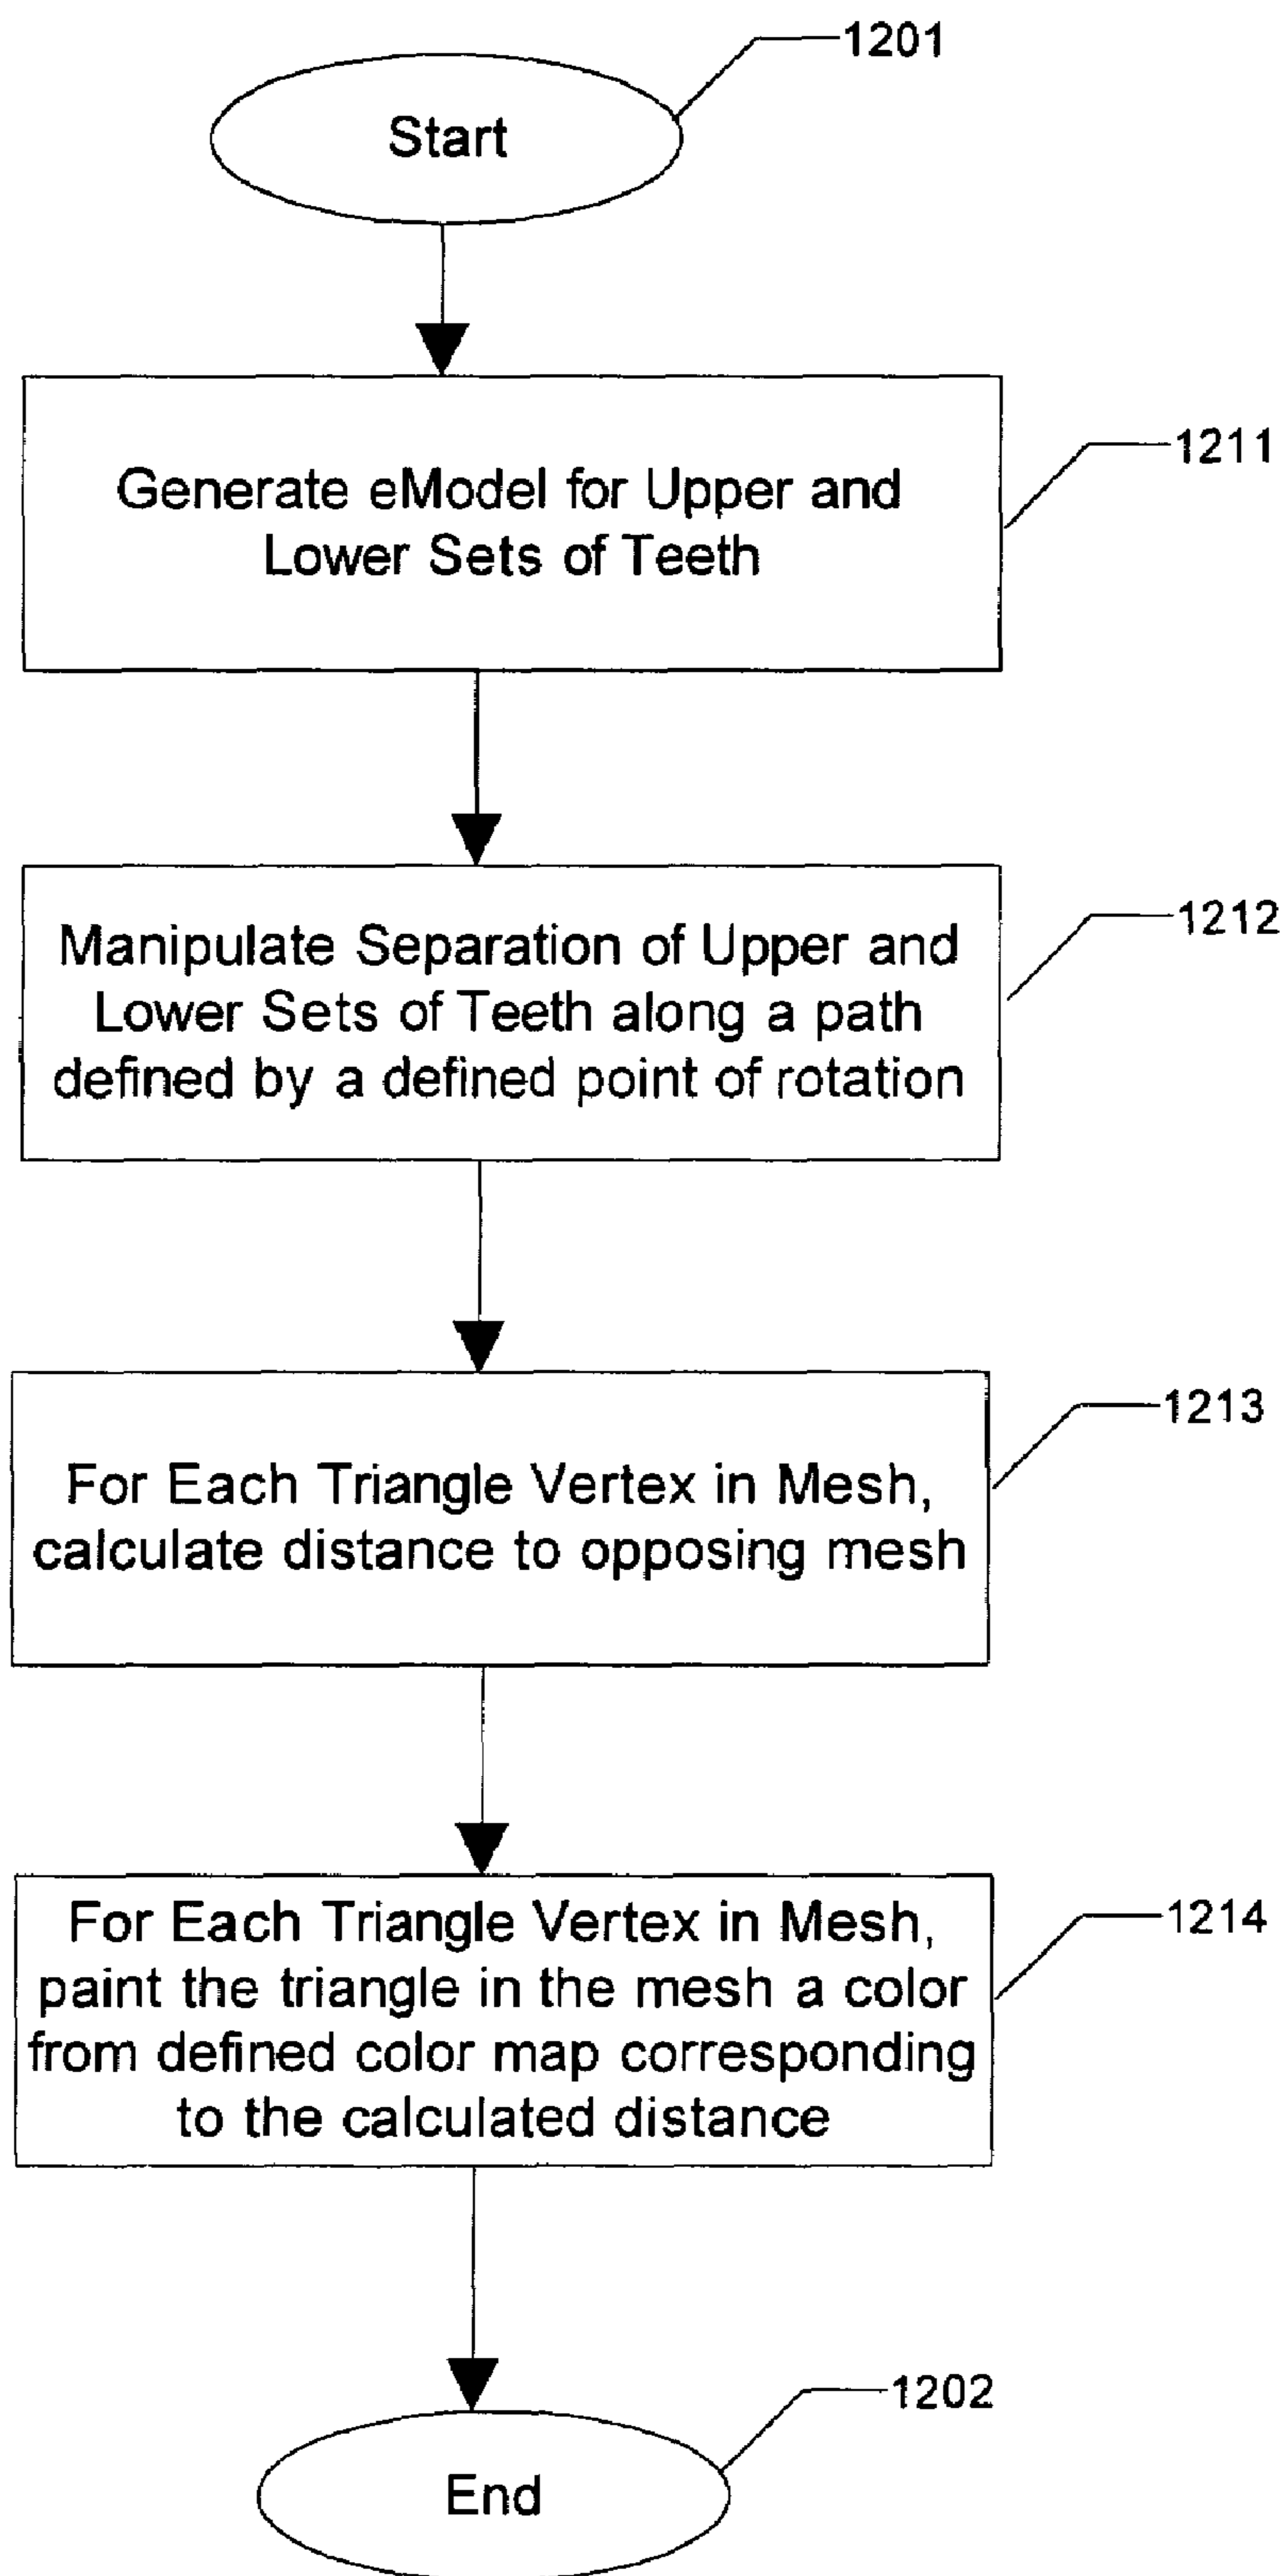 1201
Start
1211
Generate eModel for Upper and
Lower Sets of Teeth
1212
Manipulate Separation of Upper and
Lower Sets of Teeth along a path
defined by a defined point of rotation
1213
For Each Triangle Vertex in Mesh,
calculate distance to opposing mesh
1214
For Each Triangle Vertex in Mesh,
paint the triangle in the mesh a color
from defined color map corresponding
to the calculated distance
1202
End